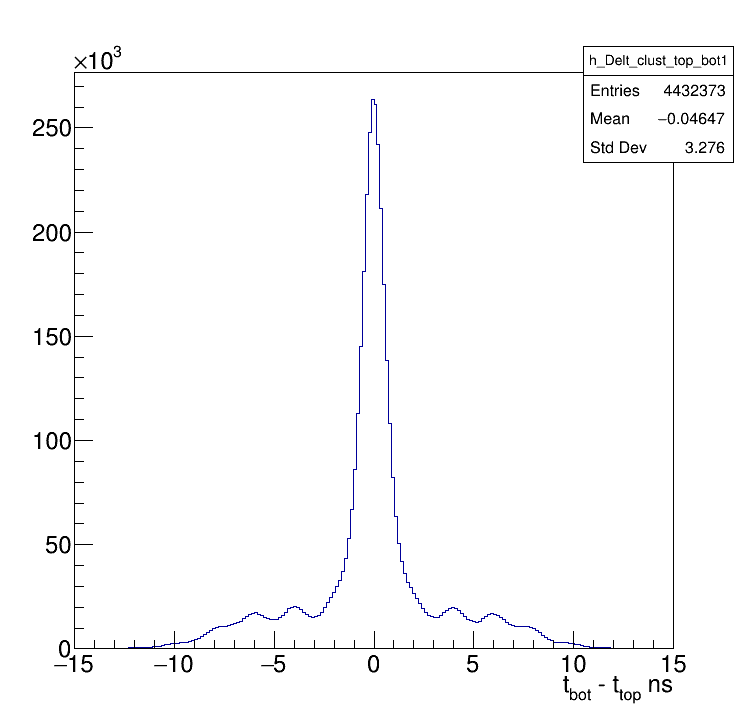 ×10³
h_Delt_clust_top_bot1
Entries 4432373
Mean −0.04647
Std Dev 3.276
250
200
150
100
50
0
−15 −10 −5 0 5 10 15
t_bot - t_top ns